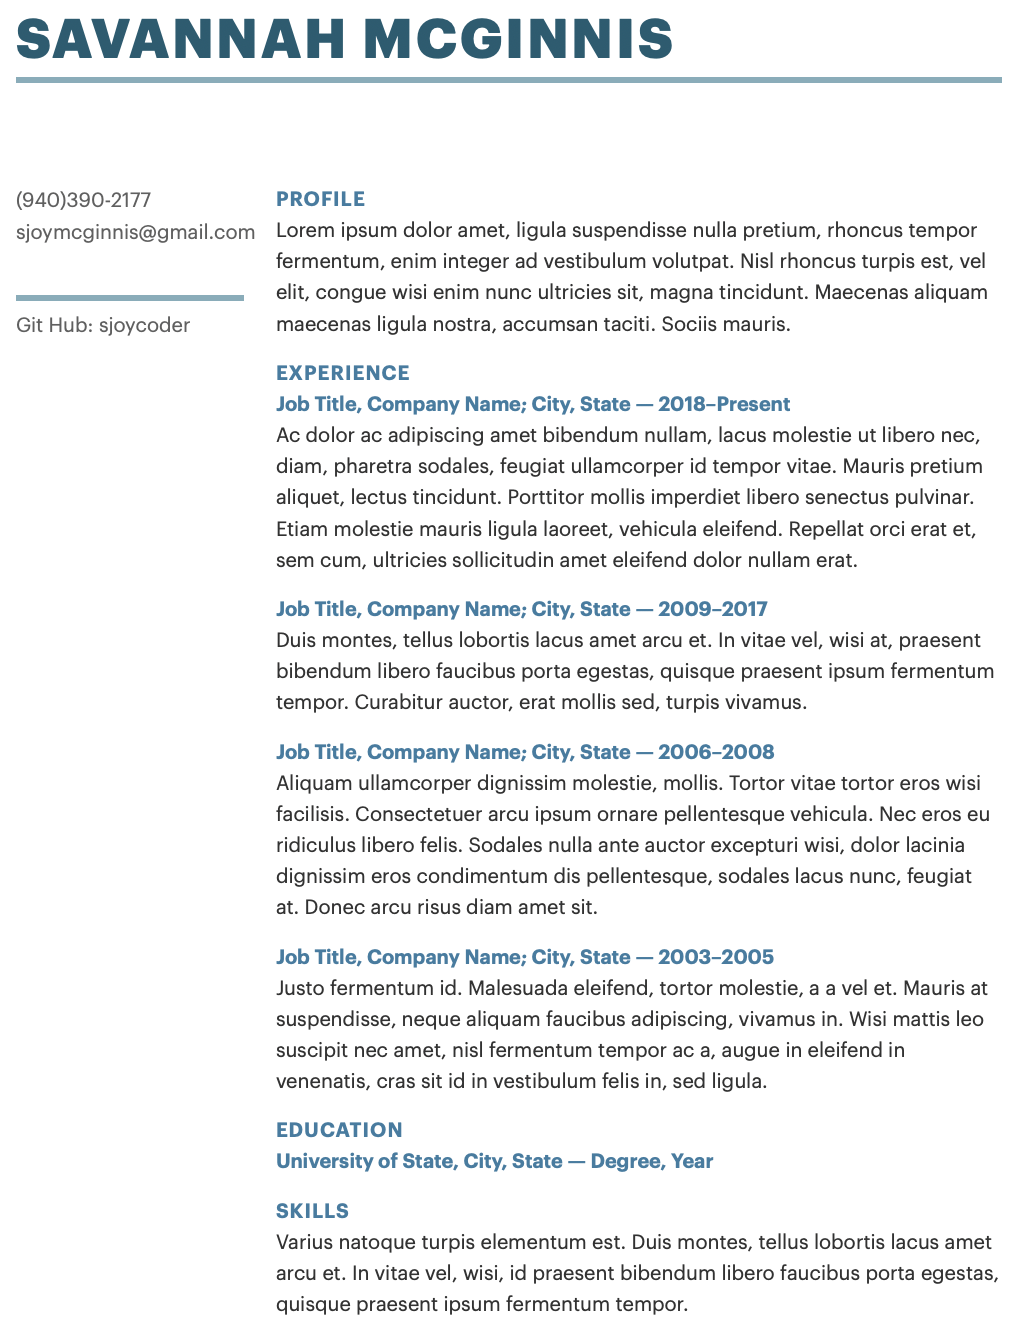 SAVANNAH MCGINNIS
(940)390-2177
sjoymcginnis@gmail.com
Git Hub: sjoycoder
PROFILE
Lorem ipsum dolor amet, ligula suspendisse nulla pretium, rhoncus tempor
fermentum, enim integer ad vestibulum volutpat. Nisl rhoncus turpis est, vel
elit, congue wisi enim nunc ultricies sit, magna tincidunt. Maecenas aliquam
maecenas ligula nostra, accumsan taciti. Sociis mauris.
EXPERIENCE
Job Title, Company Name; City, State — 2018–Present
Ac dolor ac adipiscing amet bibendum nullam, lacus molestie ut libero nec,
diam, pharetra sodales, feugiat ullamcorper id tempor vitae. Mauris pretium
aliquet, lectus tincidunt. Porttitor mollis imperdiet libero senectus pulvinar.
Etiam molestie mauris ligula laoreet, vehicula eleifend. Repellat orci erat et,
sem cum, ultricies sollicitudin amet eleifend dolor nullam erat.
Job Title, Company Name; City, State — 2009–2017
Duis montes, tellus lobortis lacus amet arcu et. In vitae vel, wisi at, praesent
bibendum libero faucibus porta egestas, quisque praesent ipsum fermentum
tempor. Curabitur auctor, erat mollis sed, turpis vivamus.
Job Title, Company Name; City, State — 2006–2008
Aliquam ullamcorper dignissim molestie, mollis. Tortor vitae tortor eros wisi
facilisis. Consectetuer arcu ipsum ornare pellentesque vehicula. Nec eros eu
ridiculus libero felis. Sodales nulla ante auctor excepturi wisi, dolor lacinia
dignissim eros condimentum dis pellentesque, sodales lacus nunc, feugiat
at. Donec arcu risus diam amet sit.
Job Title, Company Name; City, State — 2003–2005
Justo fermentum id. Malesuada eleifend, tortor molestie, a a vel et. Mauris at
suspendisse, neque aliquam faucibus adipiscing, vivamus in. Wisi mattis leo
suscipit nec amet, nisl fermentum tempor ac a, augue in eleifend in
venenatis, cras sit id in vestibulum felis in, sed ligula.
EDUCATION
University of State, City, State — Degree, Year
SKILLS
Varius natoque turpis elementum est. Duis montes, tellus lobortis lacus amet
arcu et. In vitae vel, wisi, id praesent bibendum libero faucibus porta egestas,
quisque praesent ipsum fermentum tempor.